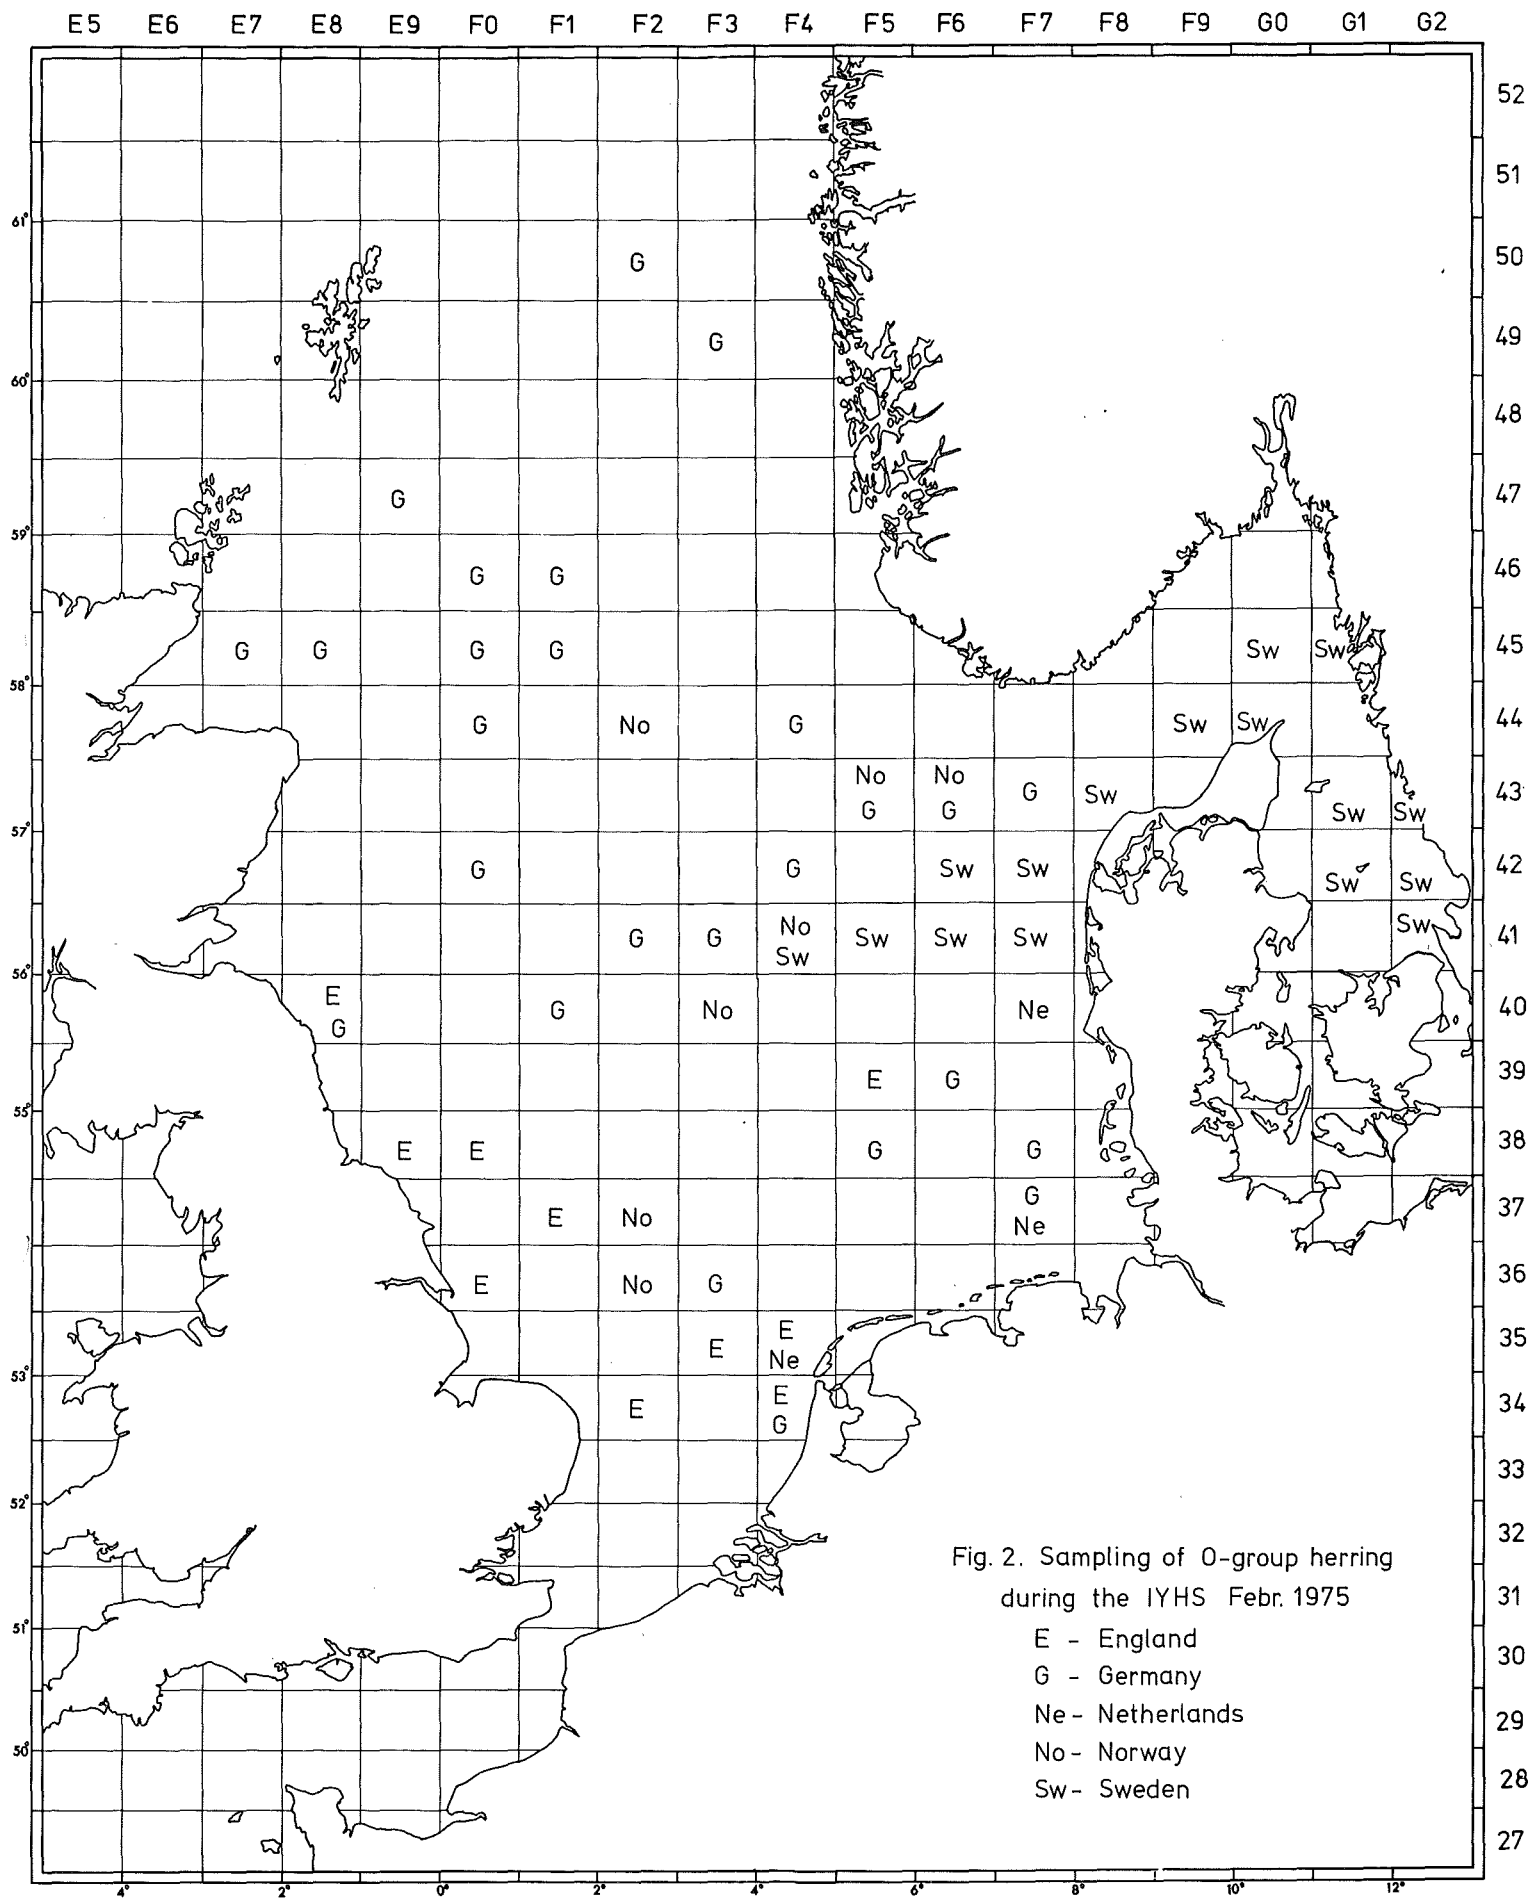 E5 E6 E7 E8 E9 F0 F1 F2 F3 F4 F5 F6 F7 F8 F9 G0 G1 G2
52
51
61°
G 50
G 49
60°
48
G 47
59°
G G 46
G G G G Sw Sw 45
58°
G No G Sw Sw 44
No No
G Sw 43
G G Sw Sw
57°
G G Sw Sw Sw Sw 42
No Sw
G G Sw Sw Sw 41
Sw
56°
E
G No Ne 40
G
E G 39
55°
E E G G 38
G
E No 37
Ne
E No G 36
E
E 35
Ne
53°
E
E 34
G
33
52°
32
Fig. 2. Sampling of O-group herring
during the IYHS Febr. 1975
31
51°
E - England
30
G - Germany
Ne - Netherlands
29
50°
No - Norway
28
Sw - Sweden
27
4° 2° 0° 2° 4° 6° 8° 10° 12°